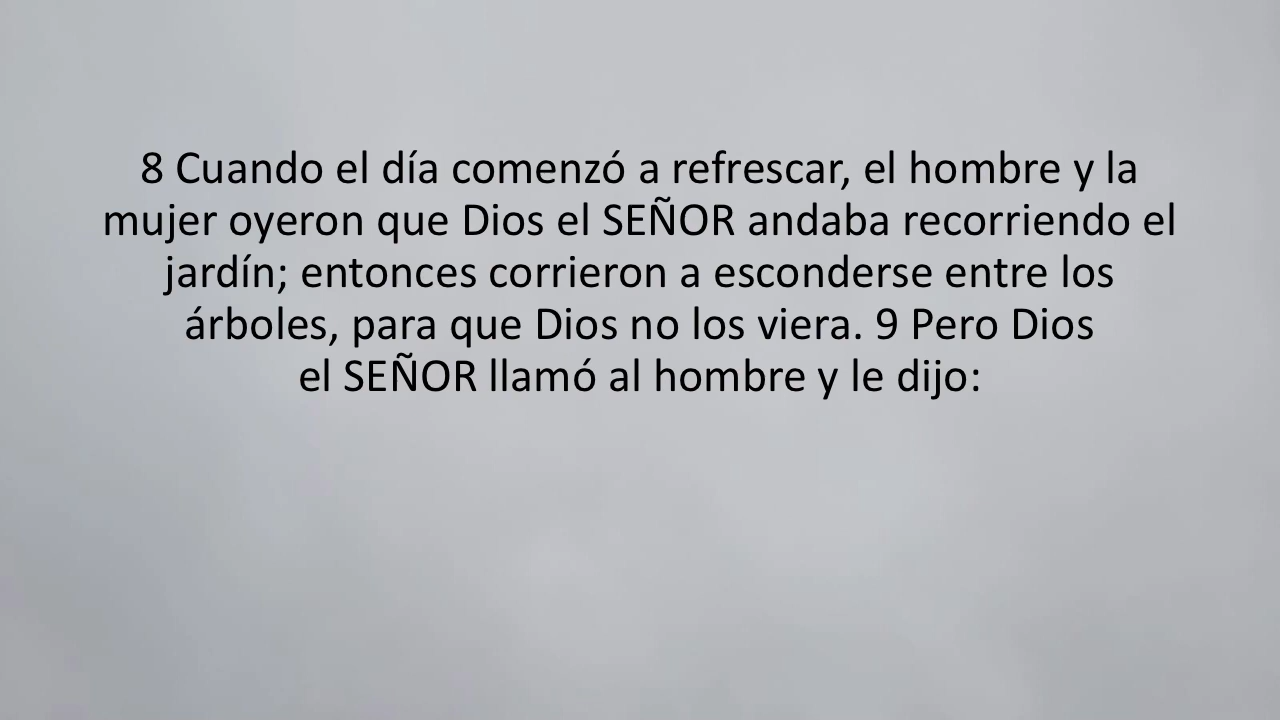 8 Cuando el día comenzó a refrescar, el hombre y la
mujer oyeron que Dios el SEÑOR andaba recorriendo el
jardín; entonces corrieron a esconderse entre los
árboles, para que Dios no los viera. 9 Pero Dios
el SEÑOR llamó al hombre y le dijo: